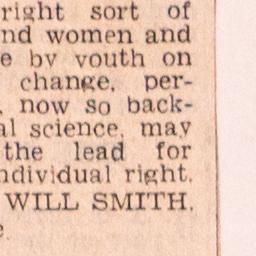 right sort of
nd women and
e by youth on
change, per-
, now so back-
al science, may
the lead for
ndividual right.
WILL SMITH.
e.